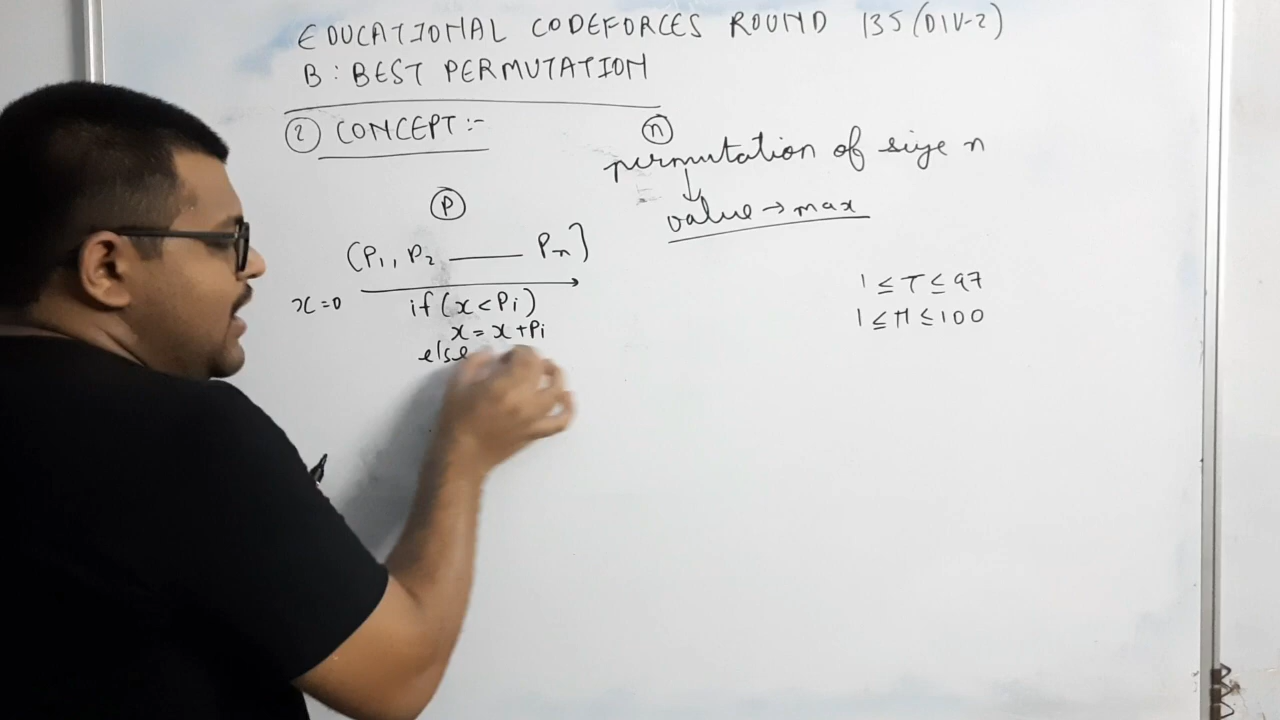 EDUCATIONAL CODEFORCES ROUND 135 (DIV-2)
B : BEST PERMUTATION
2 CONCEPT :-
n
permutation of size n
value → max
P
(P1, P2 —— Pn]
x=0
if (x < Pi)
x = x + Pi
else
1 ≤ T ≤ 97
1 ≤ N ≤ 100